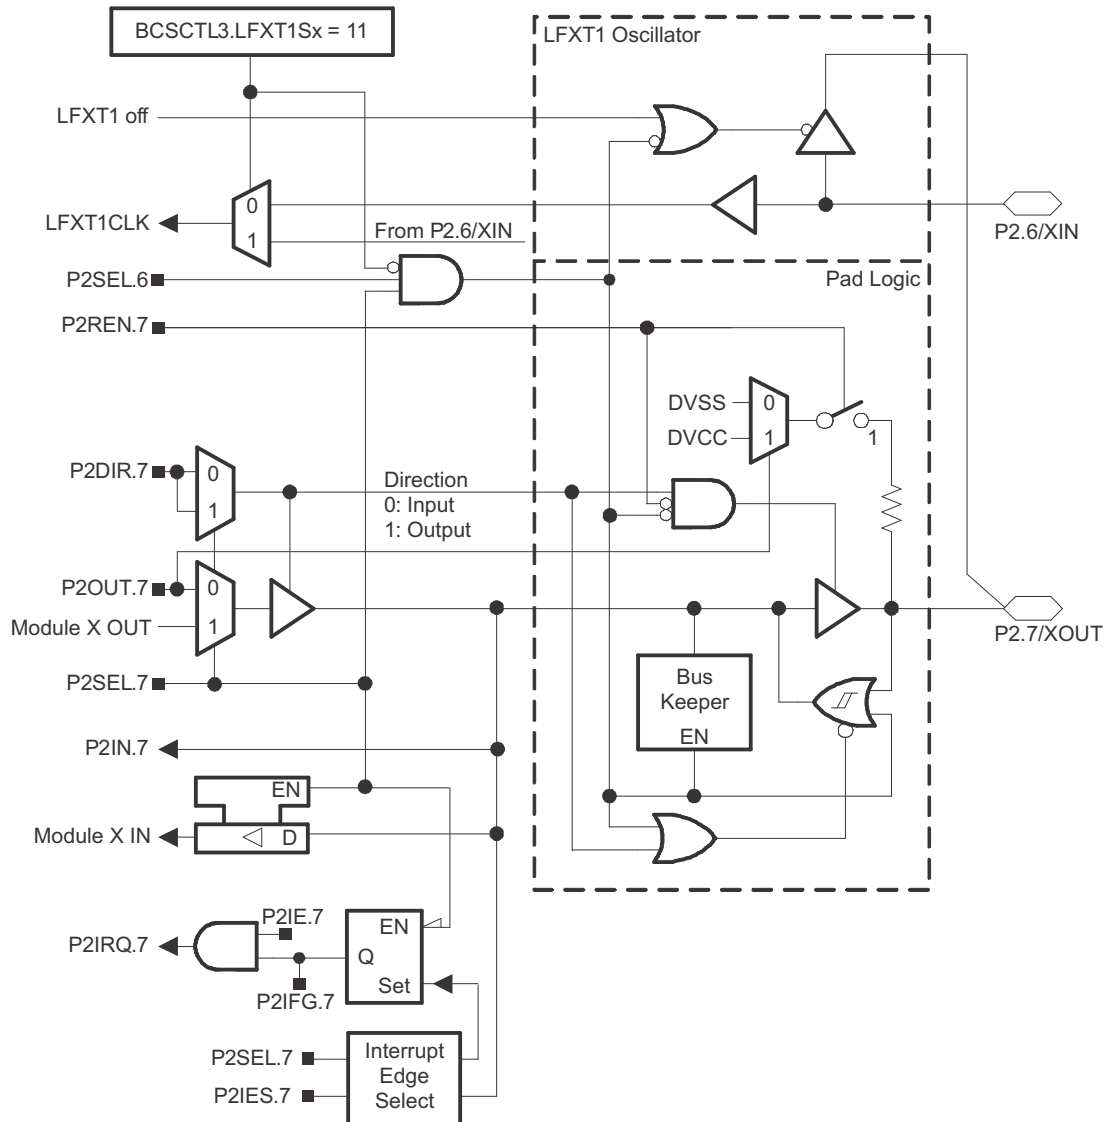 BCSCTL3.LFXT1Sx = 11
LFXT1 Oscillator
LFXT1 off
0
LFXT1CLK
1
From P2.6/XIN
P2.6/XIN
P2SEL.6
Pad Logic
P2REN.7
DVSS
0
DVCC
1
1
P2DIR.7
0
1
Direction
0: Input
1: Output
P2OUT.7
0
Module X OUT
1
P2.7/XOUT
P2SEL.7
Bus
Keeper
EN
P2IN.7
EN
Module X IN
D
P2IE.7
EN
P2IRQ.7
Q
Set
P2IFG.7
P2SEL.7
P2IES.7
Interrupt
Edge
Select